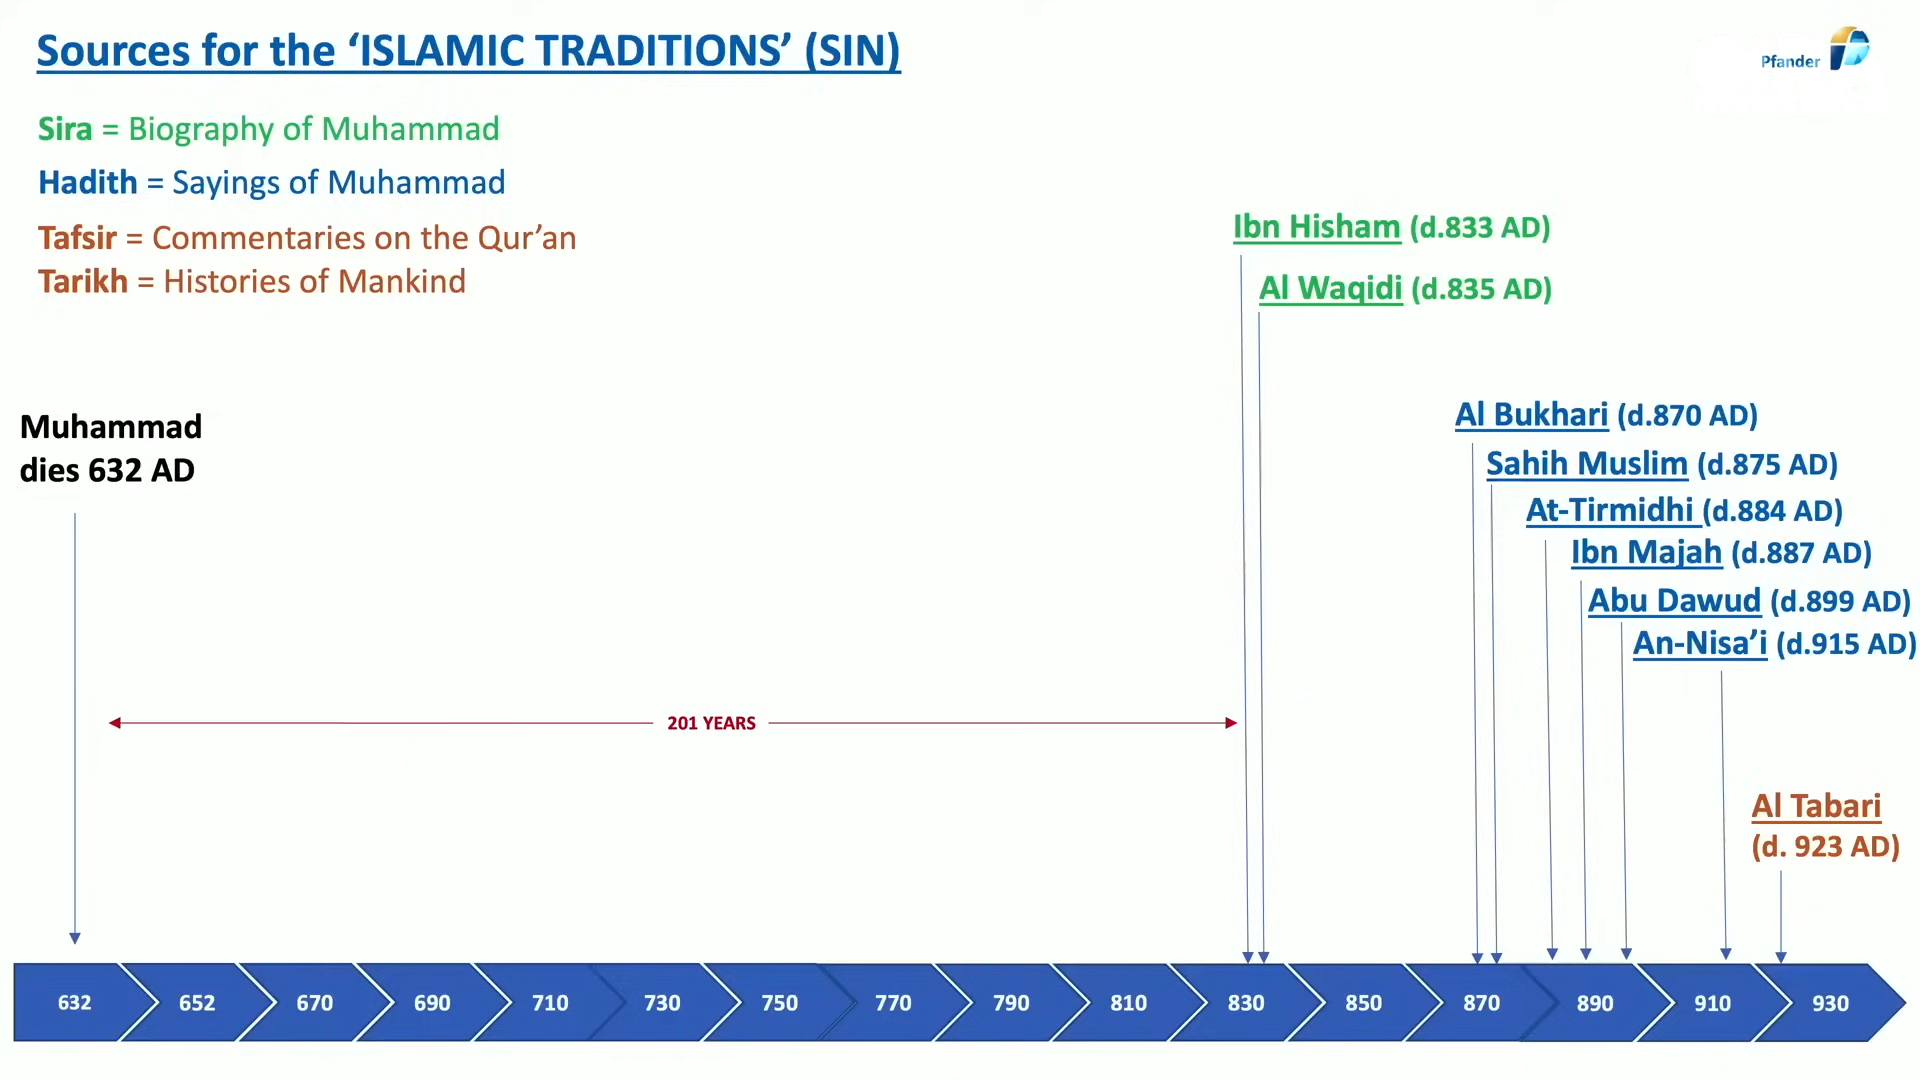 Sources for the ‘ISLAMIC TRADITIONS’ (SIN)
Pfander
Sira = Biography of Muhammad
Hadith = Sayings of Muhammad
Tafsir = Commentaries on the Qur’an
Tarikh = Histories of Mankind
Ibn Hisham (d.833 AD)
Al Waqidi (d.835 AD)
Muhammad
dies 632 AD
Al Bukhari (d.870 AD)
Sahih Muslim (d.875 AD)
At-Tirmidhi (d.884 AD)
Ibn Majah (d.887 AD)
Abu Dawud (d.899 AD)
An-Nisa’i (d.915 AD)
201 YEARS
Al Tabari
(d. 923 AD)
632 652 670 690 710 730 750 770 790 810 830 850 870 890 910 930